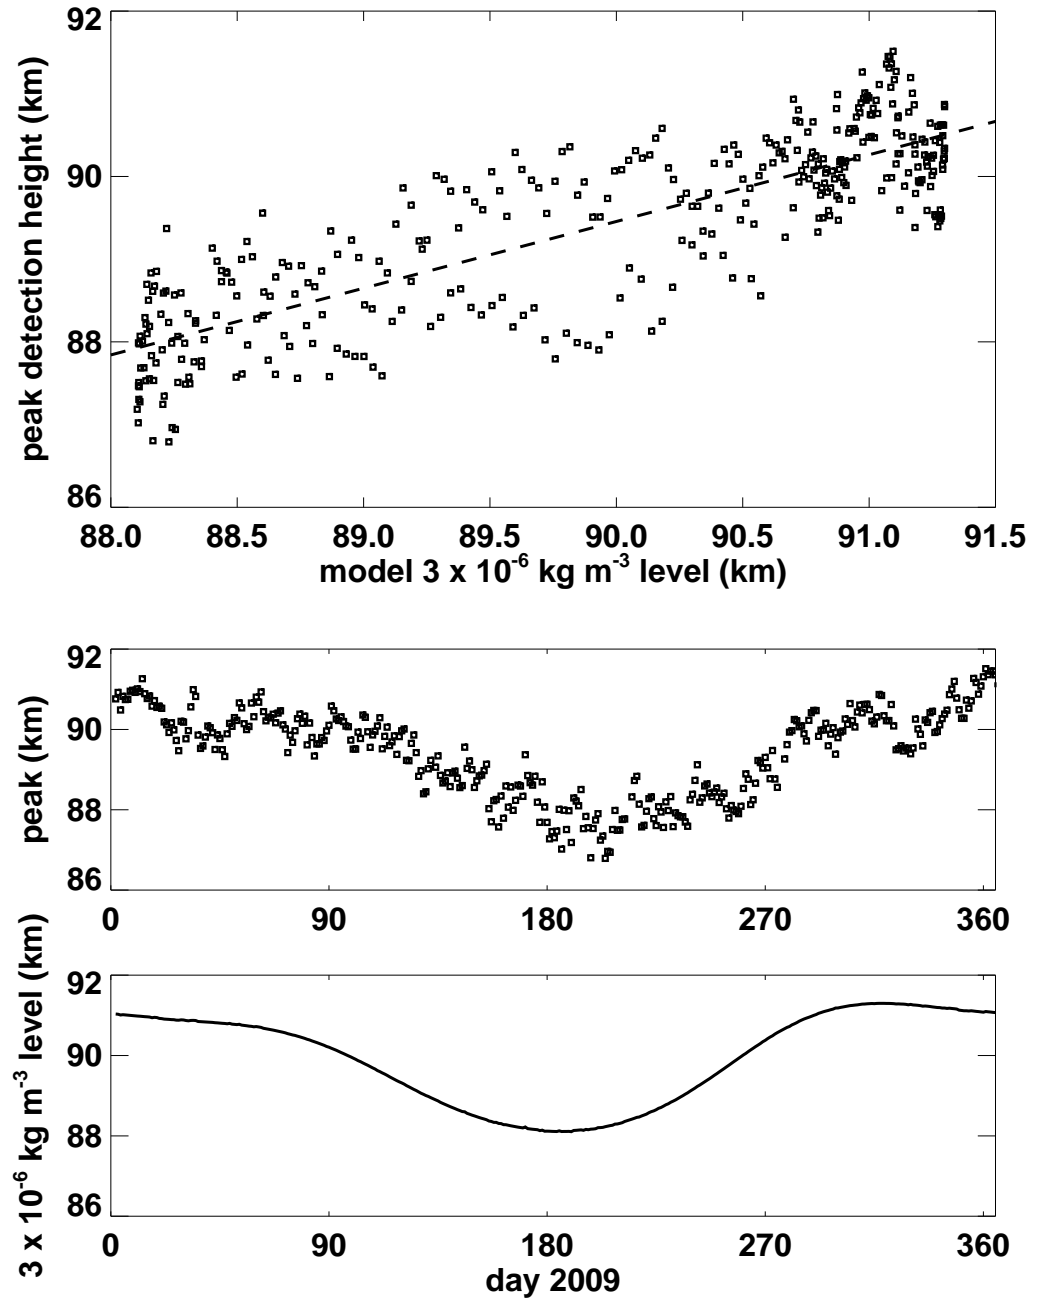 92
90
88
86
peak detection height (km)
88.0 88.5 89.0 89.5 90.0 90.5 91.0 91.5
model 3 x 10⁻⁶ kg m⁻³ level (km)
92
90
88
86
peak (km)
0 90 180 270 360
92
90
88
86
3 x 10⁻⁶ kg m⁻³ level (km)
0 90 180 270 360
day 2009